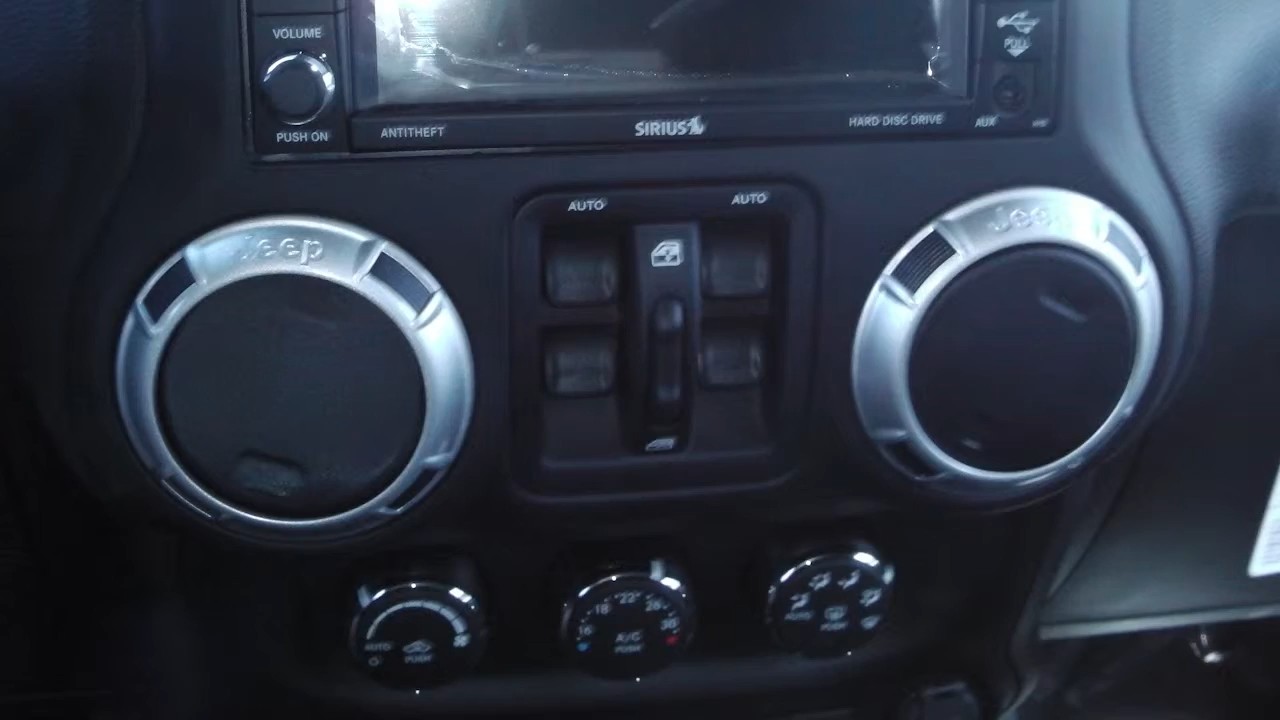 VOLUME
PUSH ON
ANTITHEFT
SIRIUS
HARD DISC DRIVE
PULL
AUX
AUTO
AUTO
Jeep
Jeep
AUTO
PUSH
16 18 22 26 30
A/C
PUSH
AUTO
PUSH